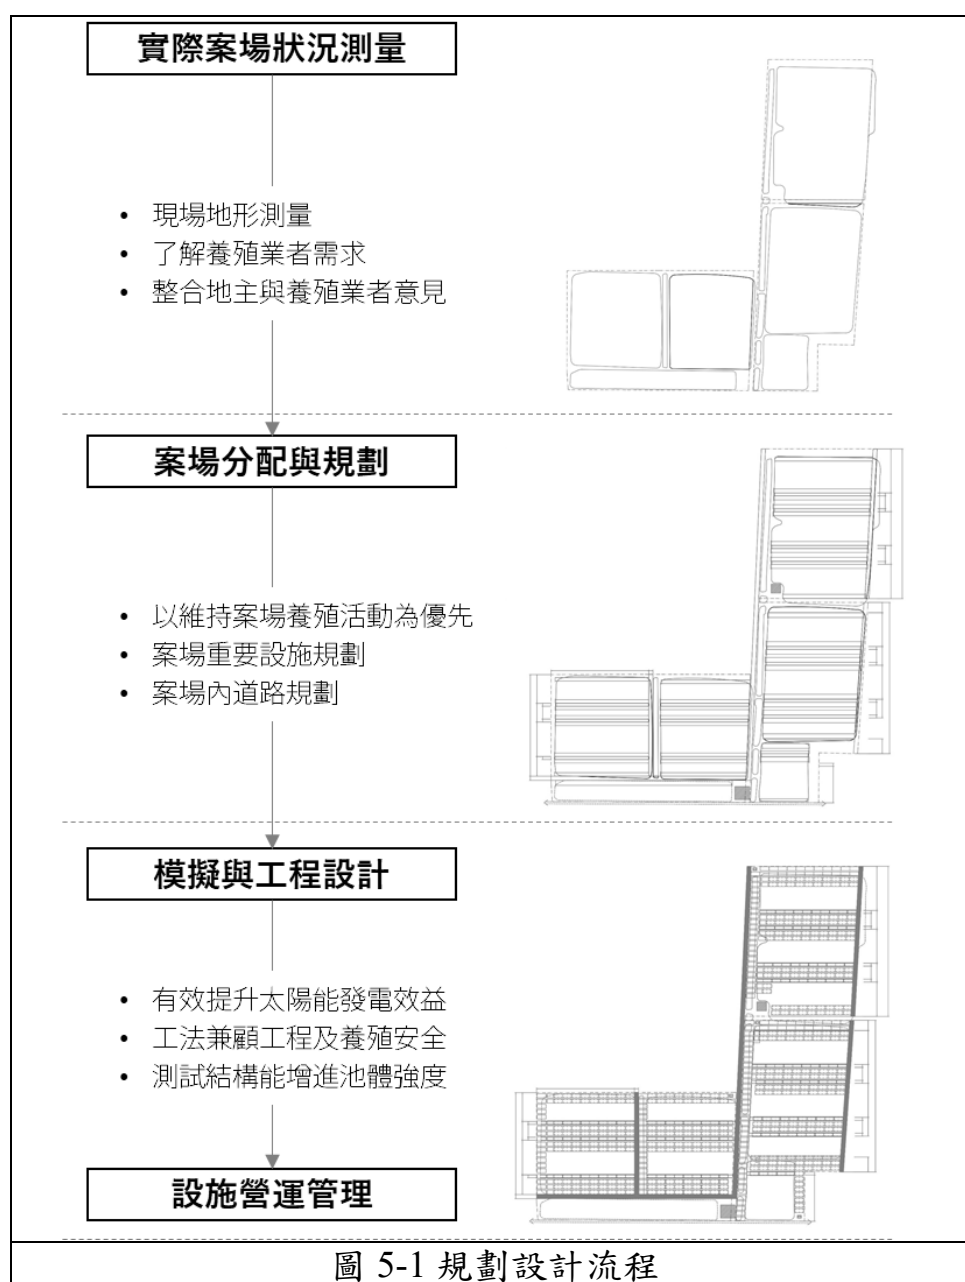 實際案場狀況測量
• 現場地形測量
• 了解養殖業者需求
• 整合地主與養殖業者意見
案場分配與規劃
• 以維持案場養殖活動為優先
• 案場重要設施規劃
• 案場內道路規劃
模擬與工程設計
• 有效提升太陽能發電效益
• 工法兼顧工程及養殖安全
• 測試結構能增進池體強度
設施營運管理
圖 5-1 規劃設計流程